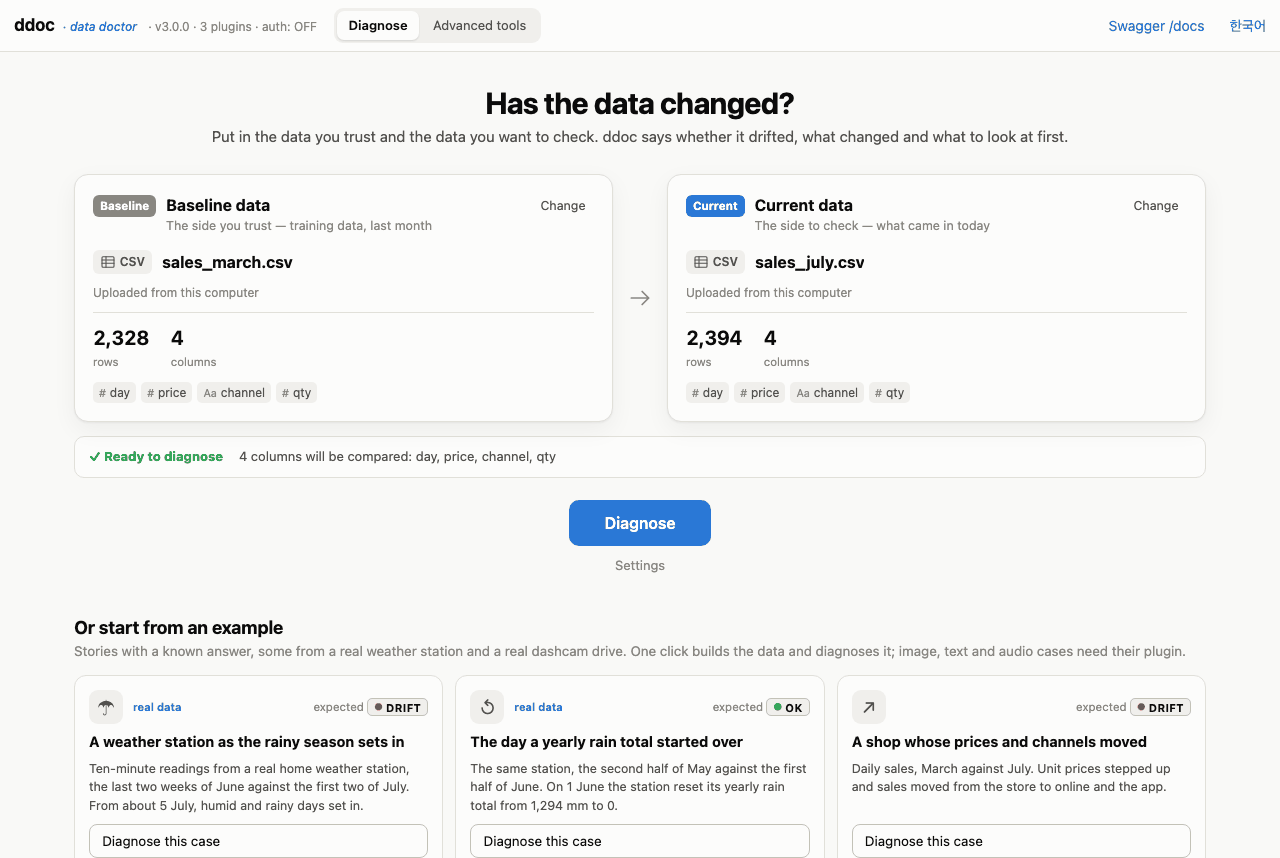 ddoc · data doctor · v3.0.0 · 3 plugins · auth: OFF
Diagnose
Advanced tools
Swagger /docs
한국어
Has the data changed?
Put in the data you trust and the data you want to check. ddoc says whether it drifted, what changed and what to look at first.
Baseline
Baseline data
Change
The side you trust — training data, last month
CSV
sales_march.csv
Uploaded from this computer
2,328
4
rows
columns
# day
# price
Aa channel
# qty
Current
Current data
Change
The side to check — what came in today
CSV
sales_july.csv
Uploaded from this computer
2,394
4
rows
columns
# day
# price
Aa channel
# qty
Ready to diagnose
4 columns will be compared: day, price, channel, qty
Diagnose
Settings
Or start from an example
Stories with a known answer, some from a real weather station and a real dashcam drive. One click builds the data and diagnoses it; image, text and audio cases need their plugin.
real data
expected
DRIFT
A weather station as the rainy season sets in
Ten-minute readings from a real home weather station,
the last two weeks of June against the first two of July.
From about 5 July, humid and rainy days set in.
Diagnose this case
real data
expected
OK
The day a yearly rain total started over
The same station, the second half of May against the first
half of June. On 1 June the station reset its yearly rain
total from 1,294 mm to 0.
Diagnose this case
expected
DRIFT
A shop whose prices and channels moved
Daily sales, March against July. Unit prices stepped up
and sales moved from the store to online and the app.
Diagnose this case